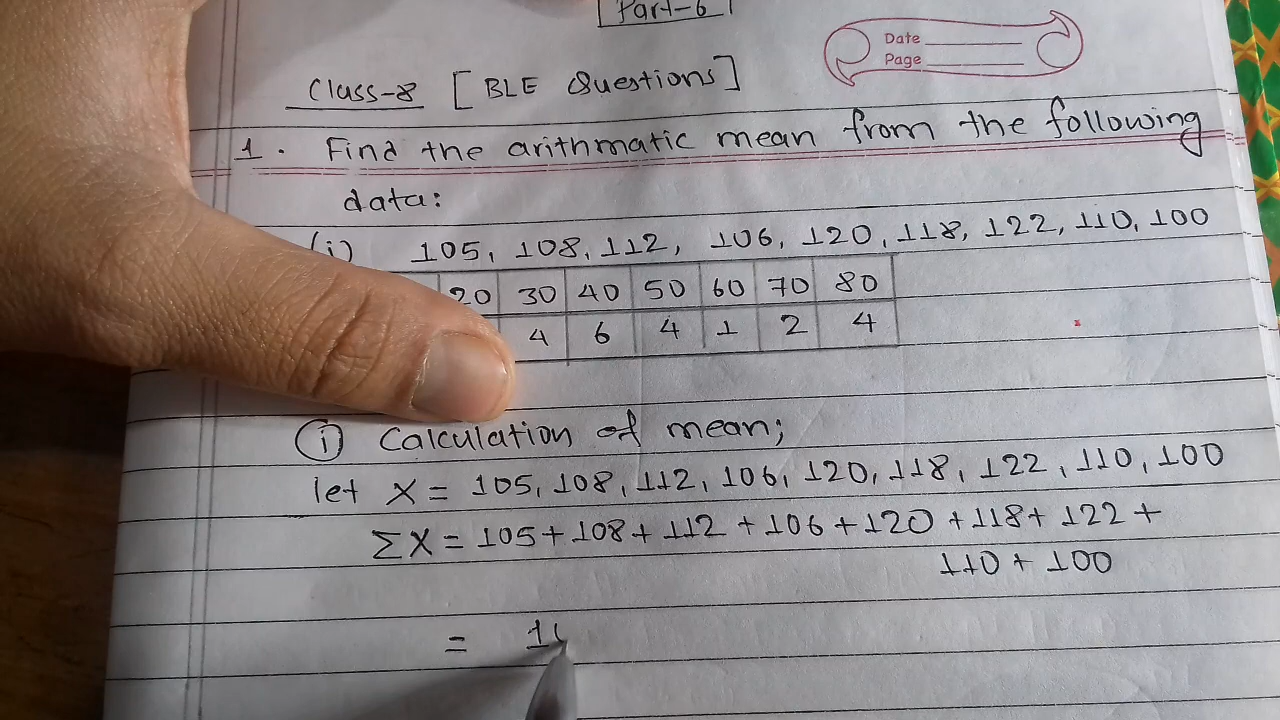 Part-6
Date
Page
Class-8 [BLE Questions]
1. Find the arithmatic mean from the following
data:
(i) 105, 108, 112, 106, 120, 118, 122, 110, 100
20 30 40 50 60 70 80
4 6 4 1 2 4
(i) Calculation of mean;
let X = 105, 108, 112, 106, 120, 118, 122, 110, 100
ΣX = 105 + 108 + 112 + 106 + 120 + 118 + 122 +
110 + 100
= 1